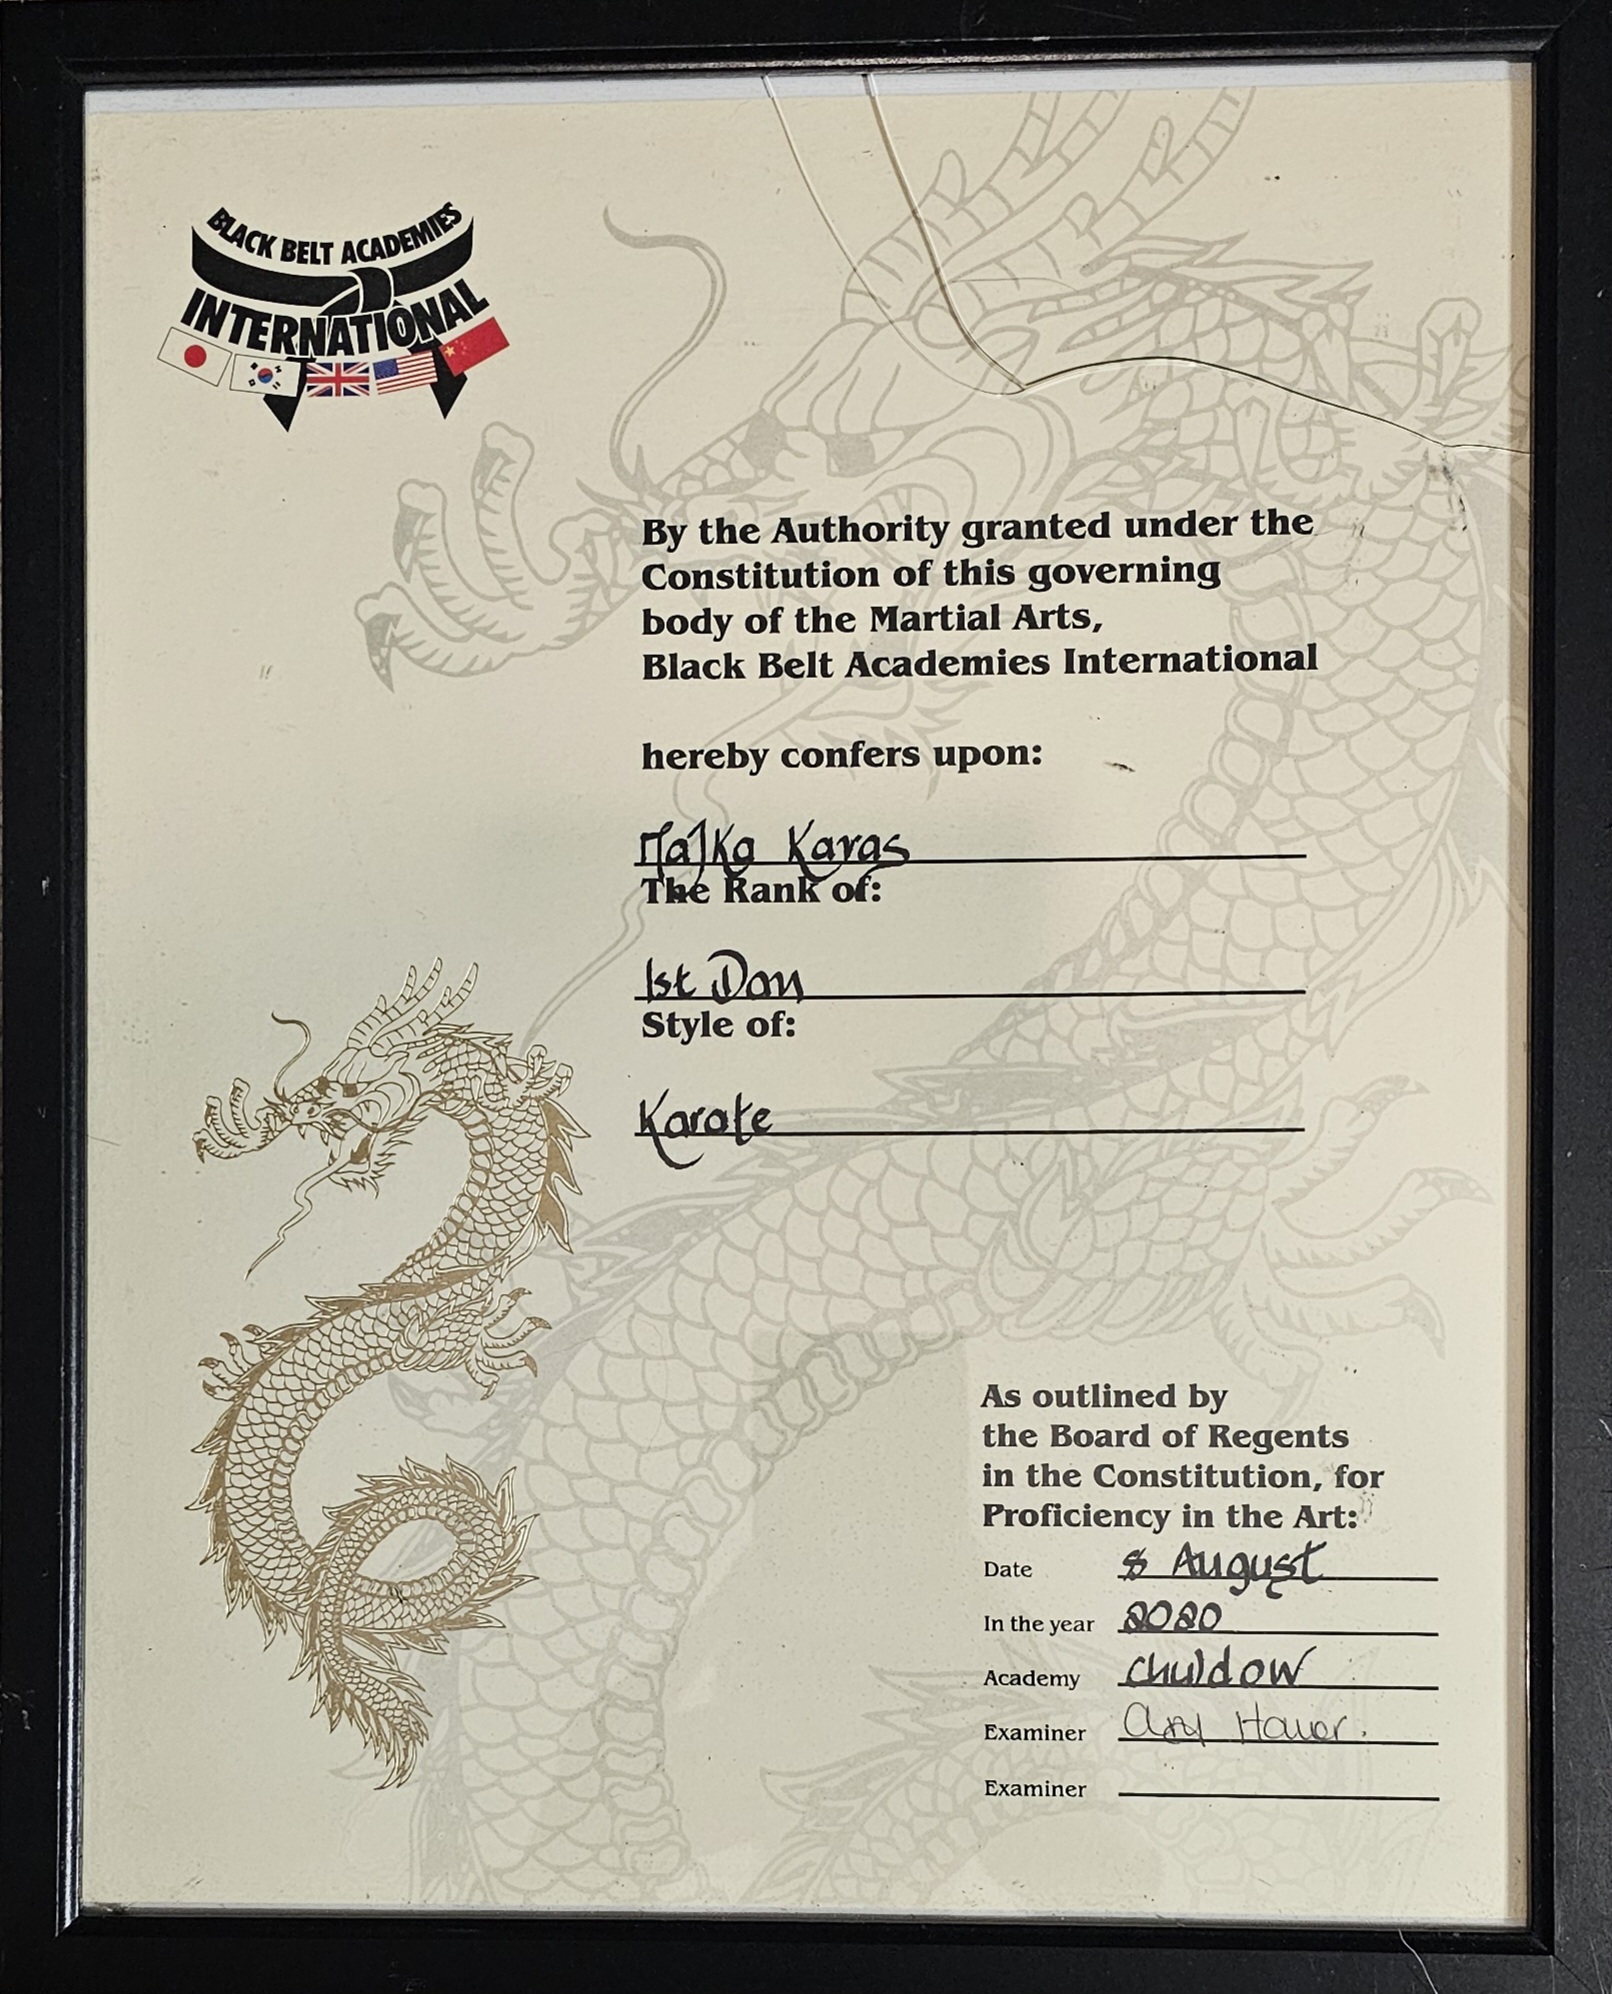 BLACK BELT ACADEMIES
INTERNATIONAL
By the Authority granted under the
Constitution of this governing
body of the Martial Arts,
Black Belt Academies International
hereby confers upon:
Majka Karas
The Rank of:
1st Dan
Style of:
Karate
As outlined by
the Board of Regents
in the Constitution, for
Proficiency in the Art:
Date 8 August
In the year 2020
Academy Chuldow
Examiner
Examiner